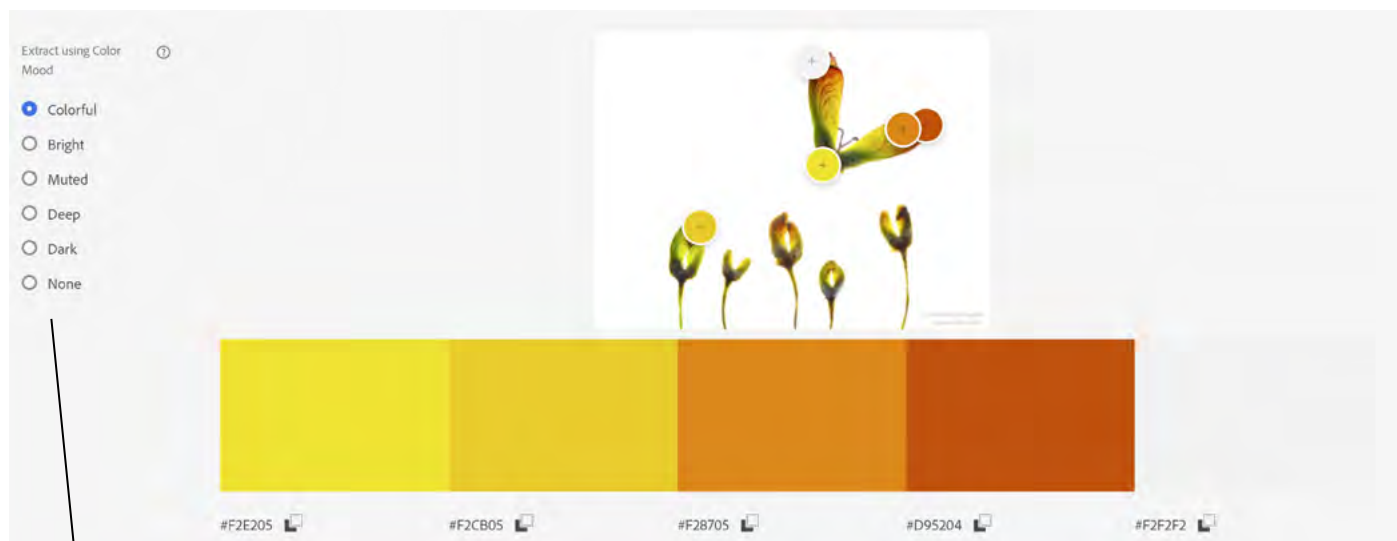 Extract using Color
Mood
Colorful
Bright
Muted
Deep
Dark
None
#F2E205
#F2CB05
#F28705
#D95204
#F2F2F2